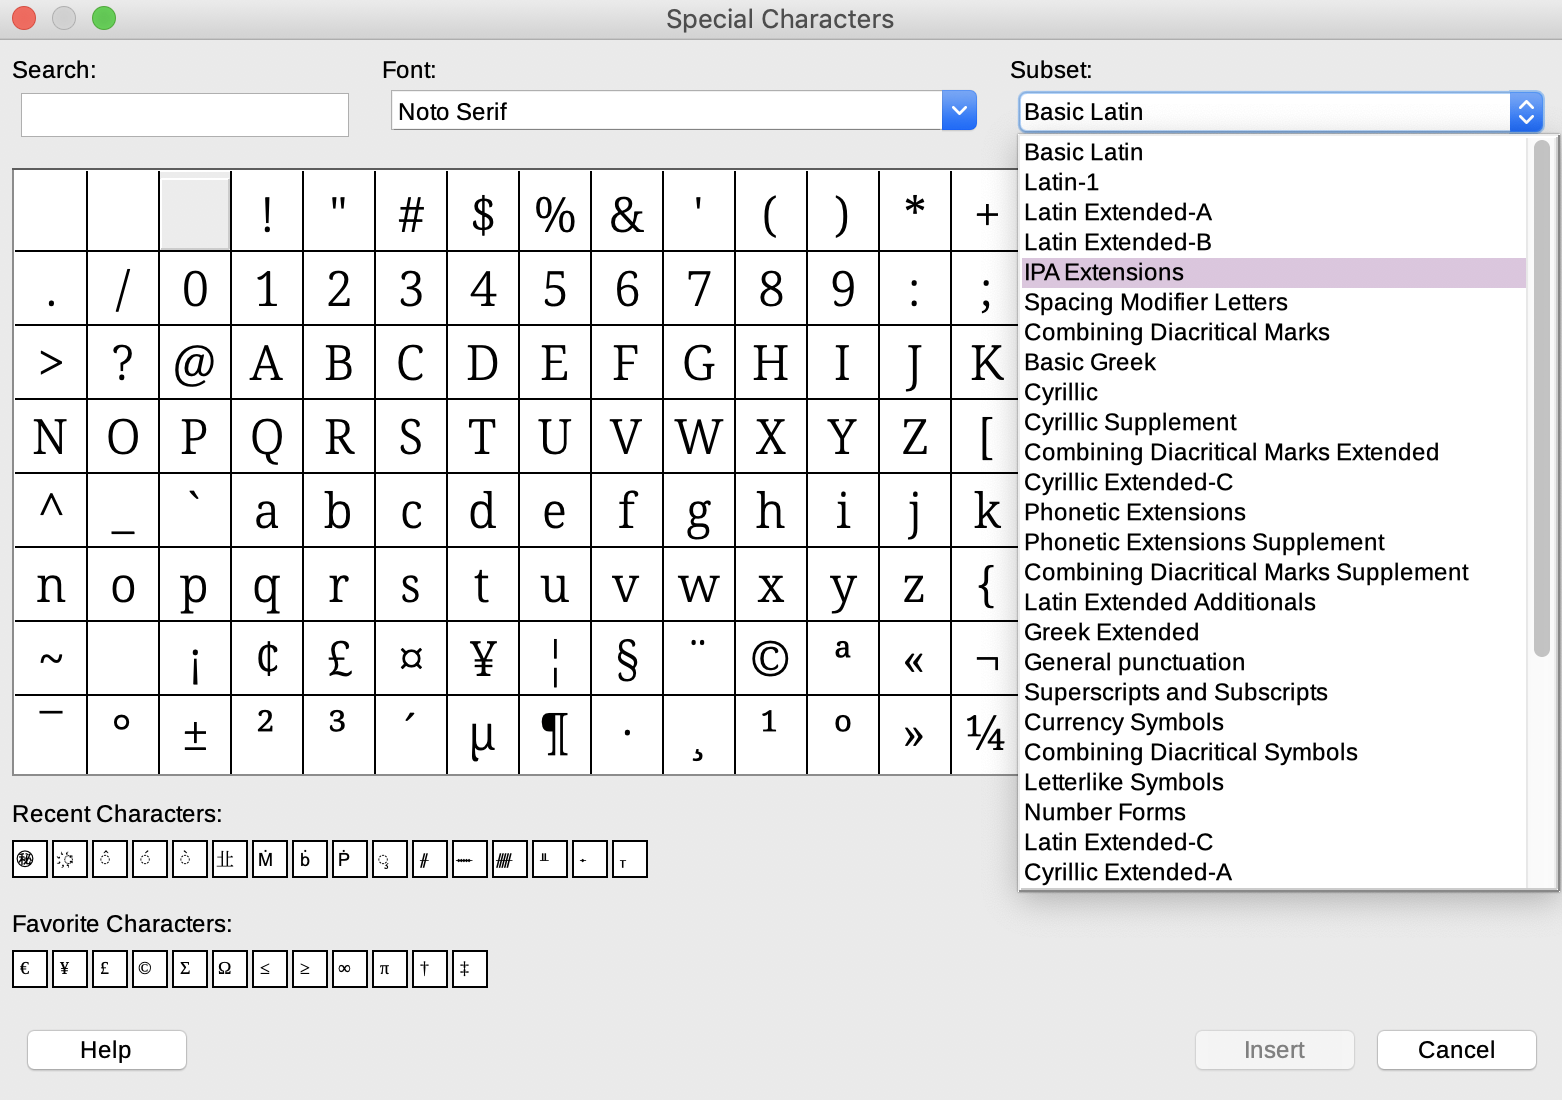 Special Characters
Search: Font: Subset:
Noto Serif Basic Latin
! " # $ % & ' ( ) * +
. / 0 1 2 3 4 5 6 7 8 9 : ;
> ? @ A B C D E F G H I J K
N O P Q R S T U V W X Y Z [
^ _ ` a b c d e f g h i j k
n o p q r s t u v w x y z {
~ ¡ ¢ £ ¤ ¥ ¦ § ¨ © ª « ¬
¯ ° ± ² ³ ´ µ ¶ · ¸ ¹ º » ¼
Basic Latin
Latin-1
Latin Extended-A
Latin Extended-B
IPA Extensions
Spacing Modifier Letters
Combining Diacritical Marks
Basic Greek
Cyrillic
Cyrillic Supplement
Combining Diacritical Marks Extended
Cyrillic Extended-C
Phonetic Extensions
Phonetic Extensions Supplement
Combining Diacritical Marks Supplement
Latin Extended Additionals
Greek Extended
General punctuation
Superscripts and Subscripts
Currency Symbols
Combining Diacritical Symbols
Letterlike Symbols
Number Forms
Latin Extended-C
Cyrillic Extended-A
Recent Characters:
㊙ Ṁ ḃ Ṗ
Favorite Characters:
€ ¥ £ © Σ Ω ≤ ≥ ∞ π † ‡
Help Insert Cancel